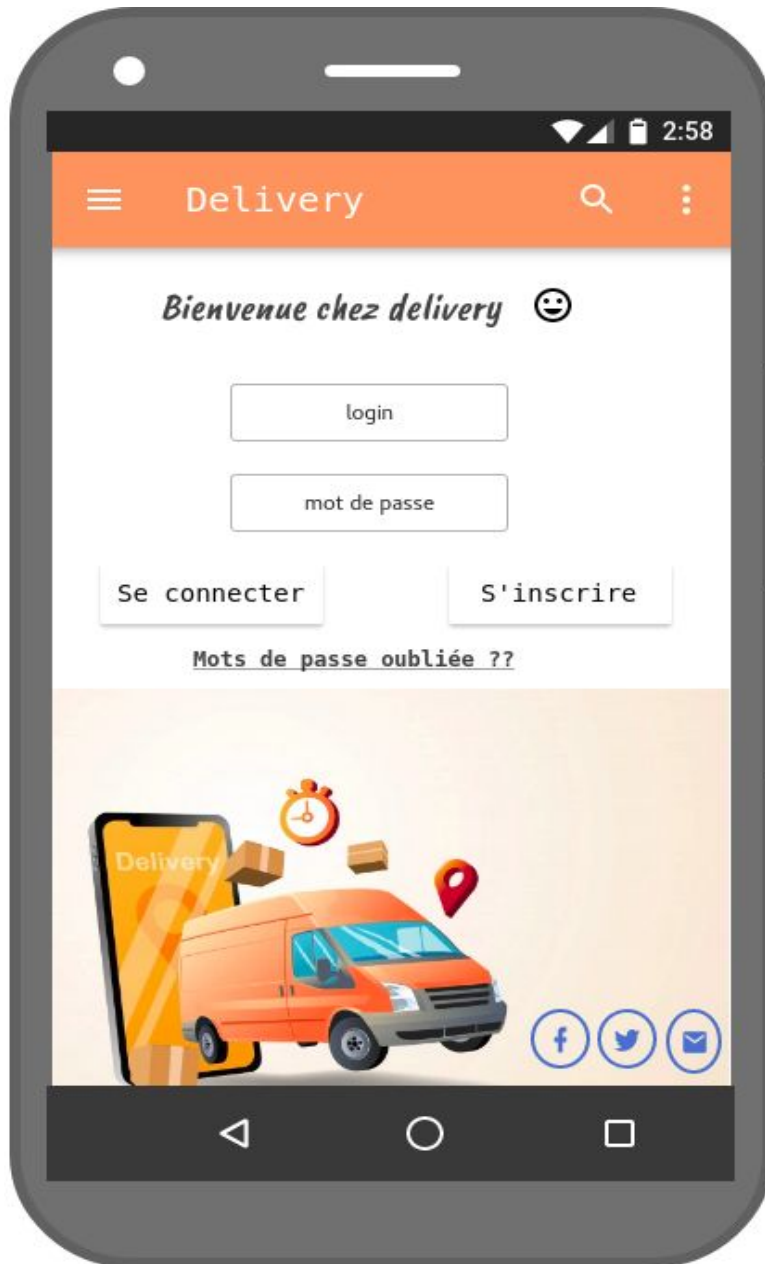 2:58
Delivery
Bienvenue chez delivery
login
mot de passe
Se connecter
S'inscrire
Mots de passe oubliée ??
Delivery